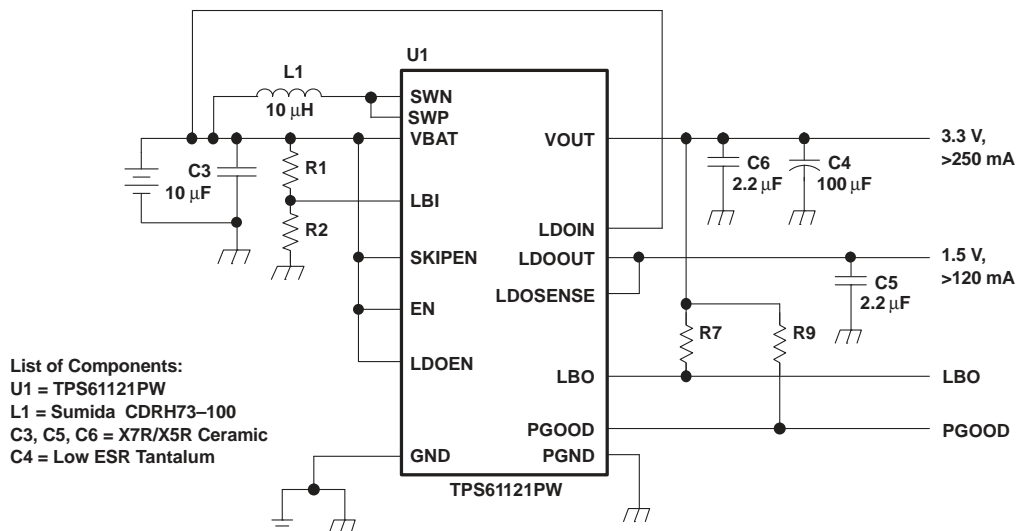 U1
L1
10 µH
SWN
SWP
VBAT
VOUT
3.3 V,
>250 mA
C3
10 µF
R1
C6
2.2 µF
C4
100 µF
LBI
R2
LDOIN
SKIPEN
LDOOUT
1.5 V,
>120 mA
LDOSENSE
C5
2.2 µF
EN
R7
R9
LDOEN
LBO
LBO
List of Components:
U1 = TPS61121PW
L1 = Sumida CDRH73–100
C3, C5, C6 = X7R/X5R Ceramic
C4 = Low ESR Tantalum
PGOOD
PGOOD
GND
PGND
TPS61121PW